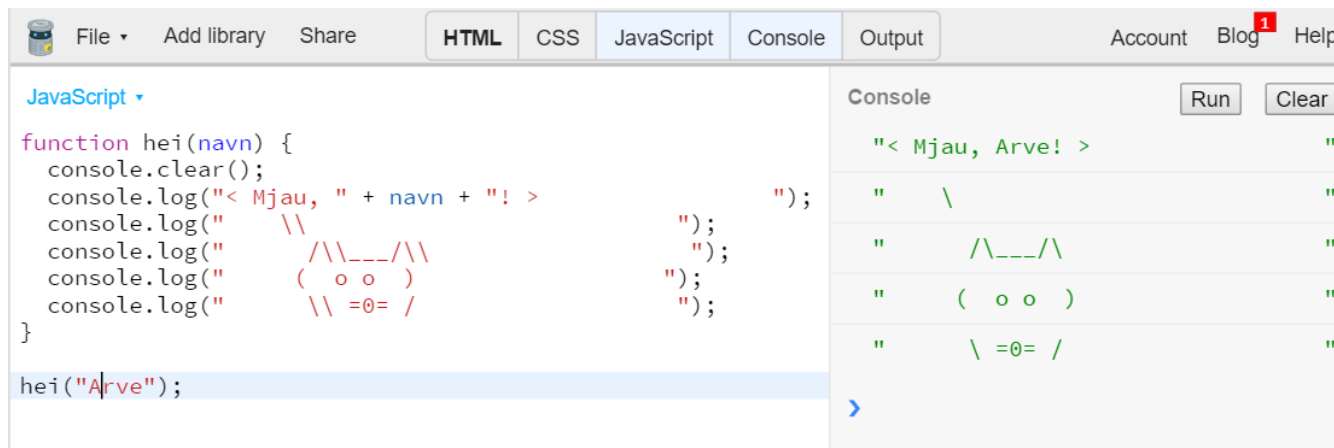 File ▾ Add library Share HTML CSS JavaScript Console Output Account Blog 1 Help
JavaScript ▾
function hei(navn) {
  console.clear();
  console.log("< Mjau, " + navn + "! >                  ");
  console.log("    \\                            ");
  console.log("      /\\___/\\                    ");
  console.log("     (  o o  )                   ");
  console.log("      \\ =0= /                    ");
}
hei("Arve");
Console Run Clear
"< Mjau, Arve! >                  "
"    \                            "
"      /\___/\                    "
"     (  o o  )                   "
"      \ =0= /                    "
❯